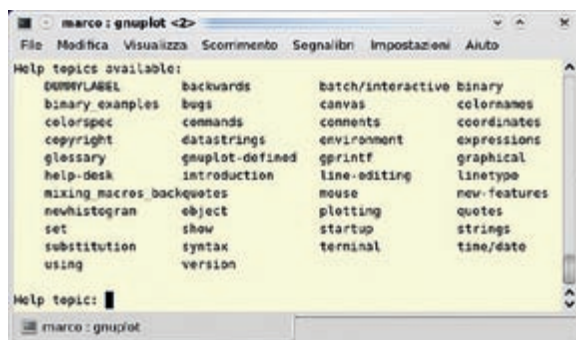 marco : gnuplot <2>
File Modifica Visualizza Scorrimento Segnalibri Impostazioni Aiuto
Help topics available:
DUMMYLABEL backwards batch/interactive binary
binary_examples bugs canvas colornames
colorspec commands comments coordinates
copyright datastrings environment expressions
glossary gnuplot-defined gprintf graphical
help-desk introduction line-editing linetype
mixing_macros_backquotes mouse new-features
newhistogram object plotting quotes
set show startup strings
substitution syntax terminal time/date
using version
Help topic:
marco : gnuplot